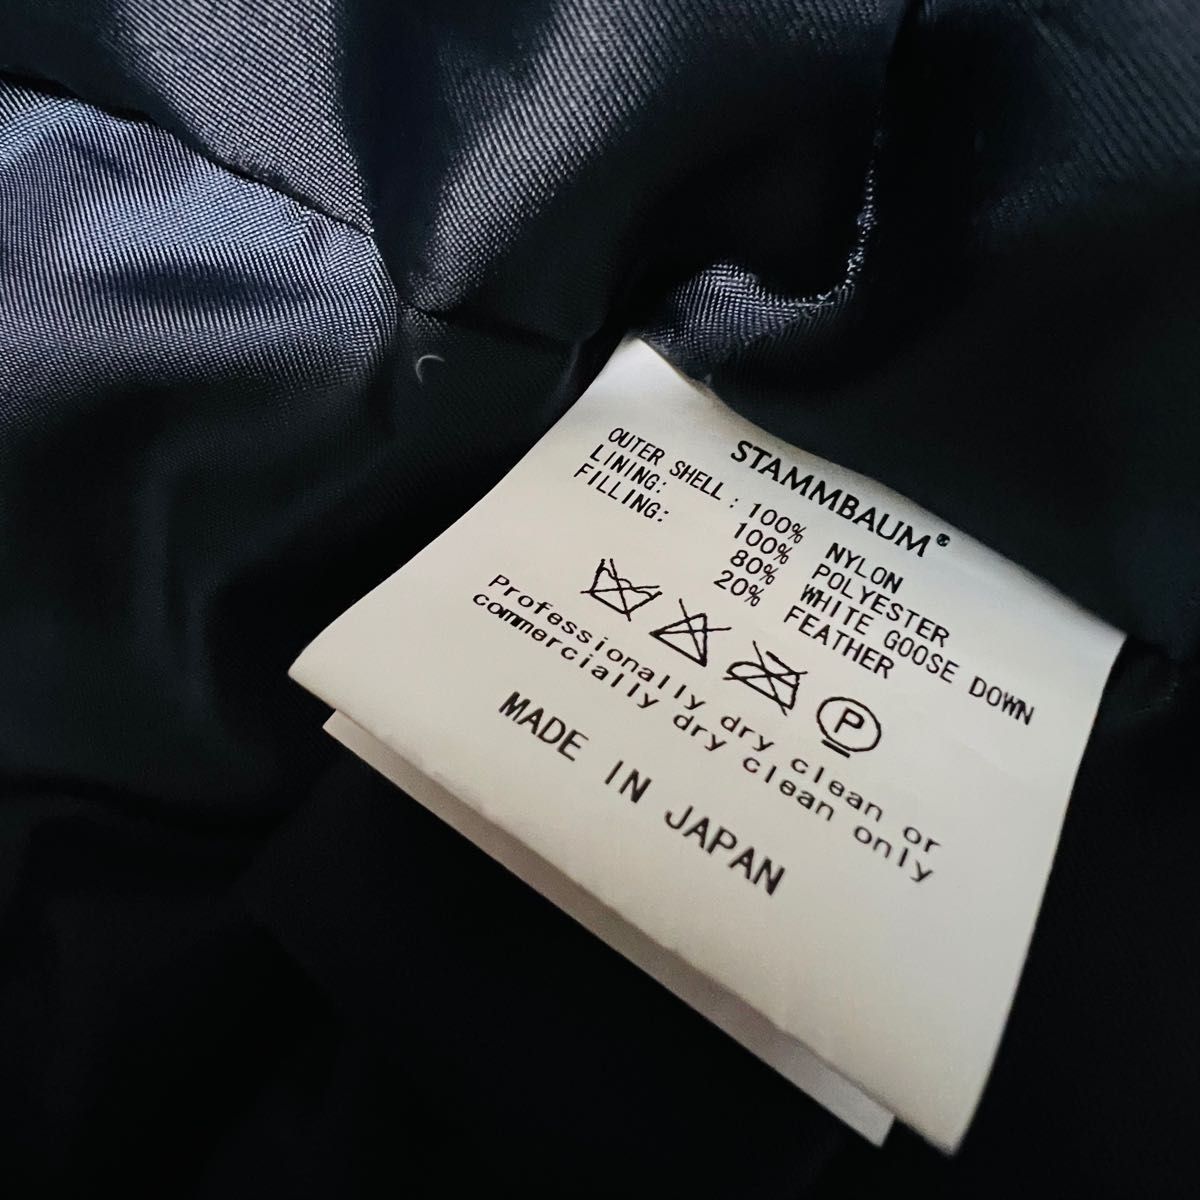 STAMMBAUM®
OUTER SHELL : 100% NYLON
LINING: 100% POLYESTER
FILLING: 80% WHITE GOOSE DOWN
20% FEATHER
P
Professionally dry clean or
commercially dry clean only
MADE IN JAPAN